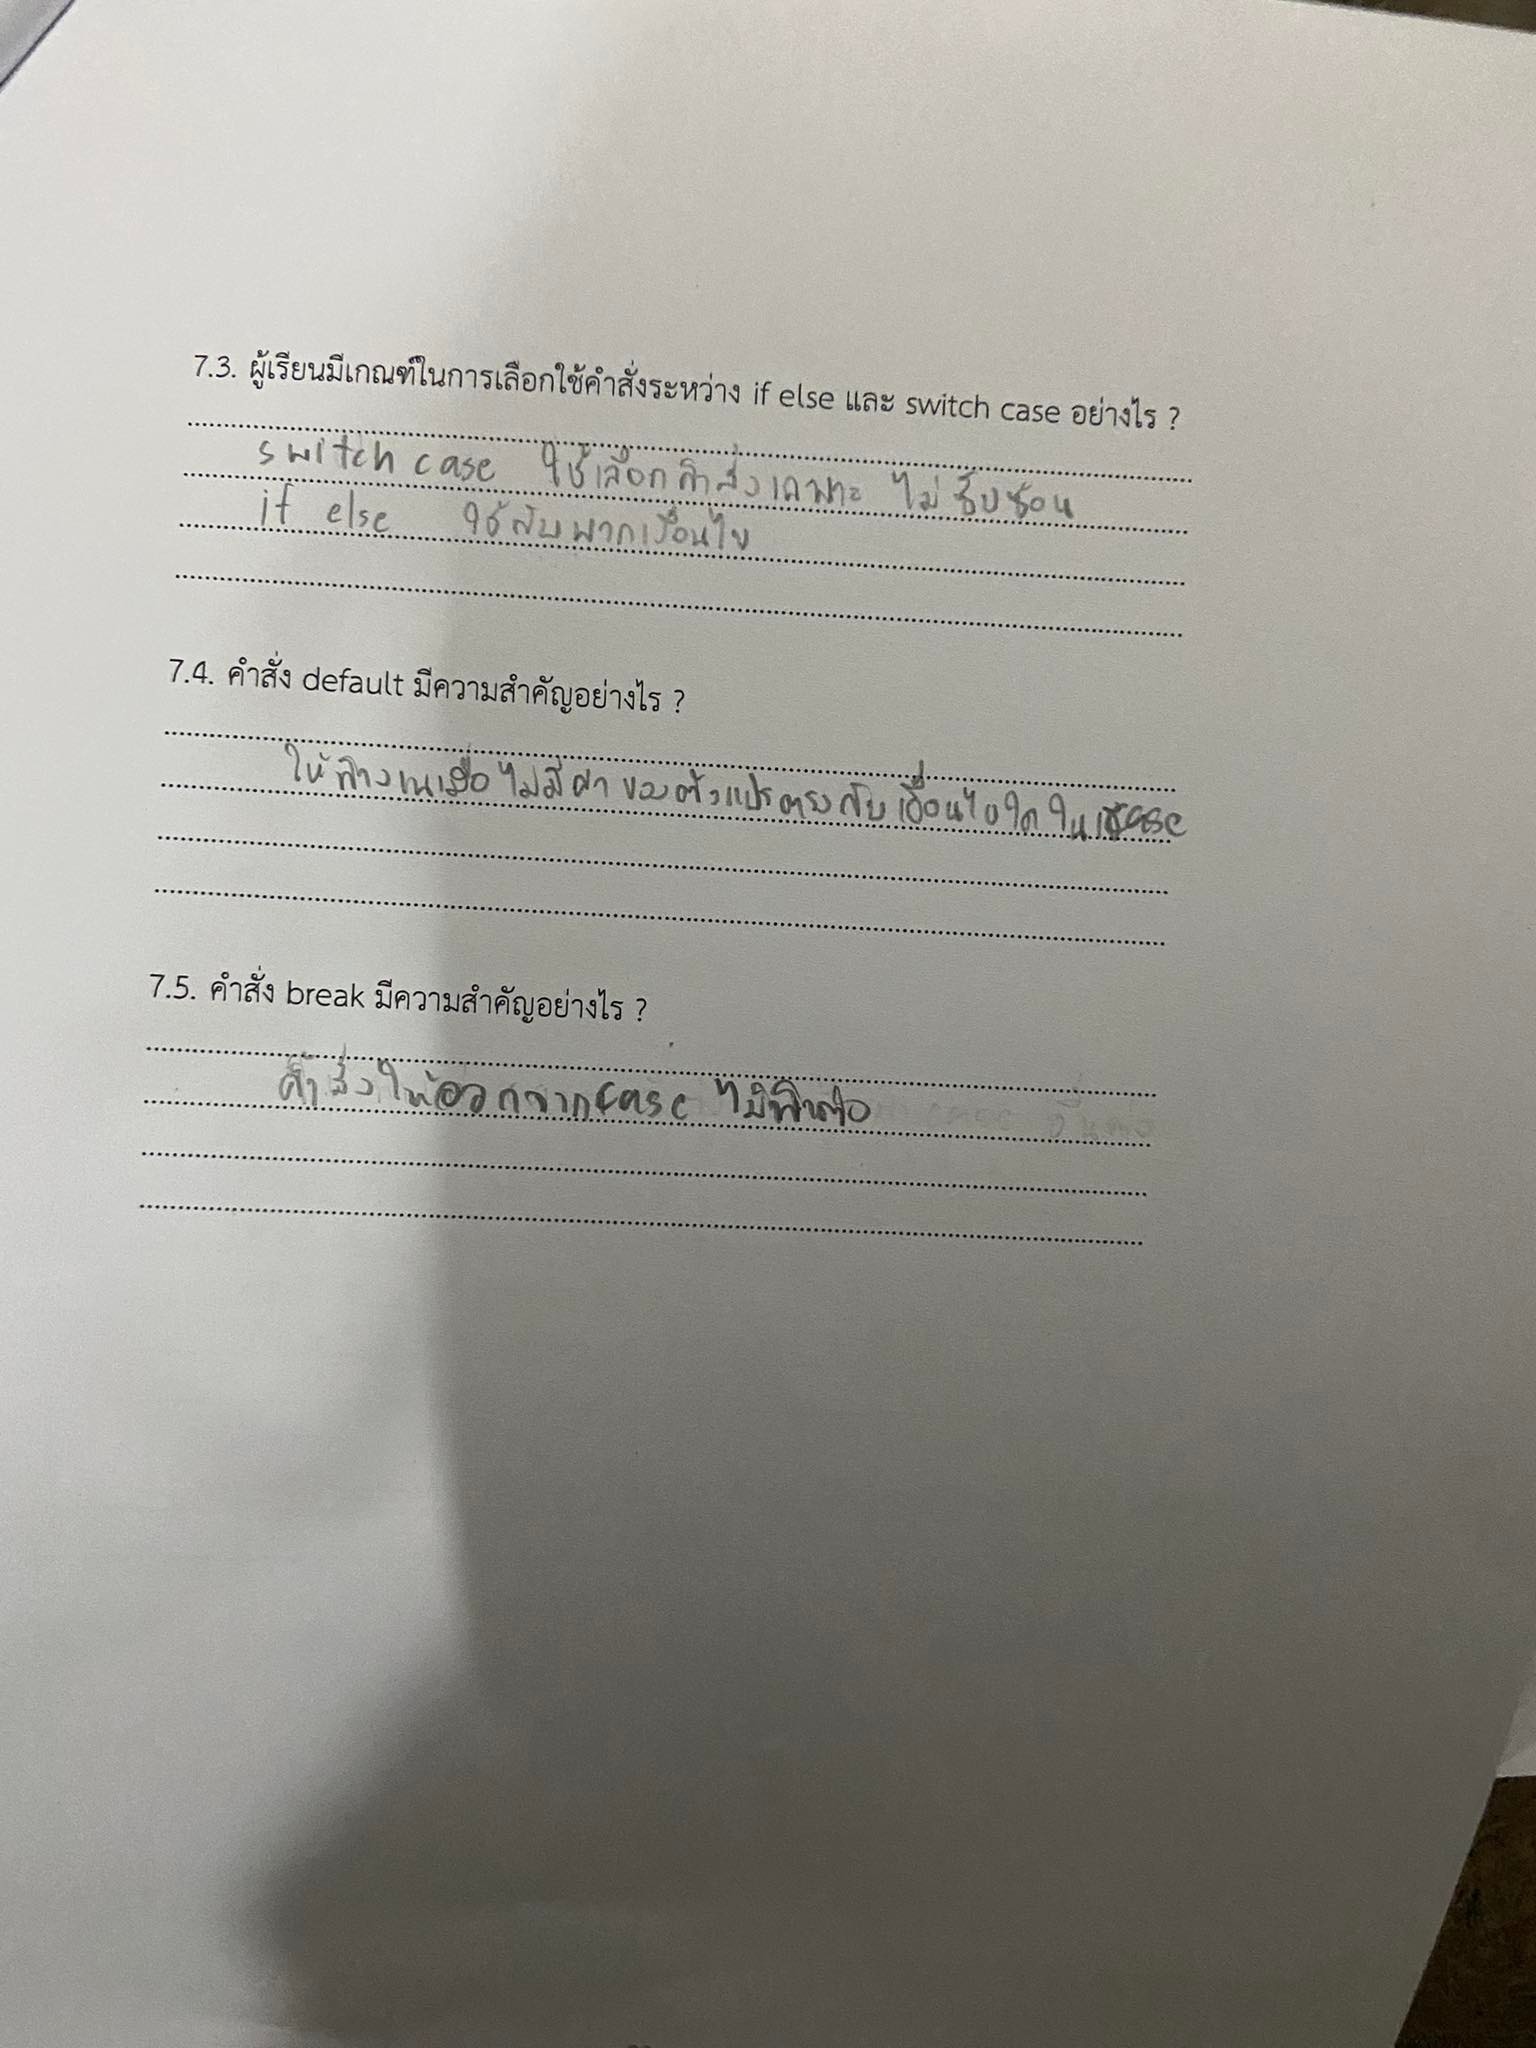 7.3. ผู้เรียนมีเกณฑ์ในการเลือกใช้คำสั่งระหว่าง if else และ switch case อย่างไร ?
switch case ใช้เลือกคำสั่งเฉพาะ ไม่ซับซ้อน
if else ใช้กับพวกเงื่อนไข
7.4. คำสั่ง default มีความสำคัญอย่างไร ?
ให้ทำงานเมื่อไม่มีค่าของตัวแปรตรงกับเงื่อนไขใดใน case
7.5. คำสั่ง break มีความสำคัญอย่างไร ?
คำสั่งให้ออกจาก case ไม่ทำต่อ